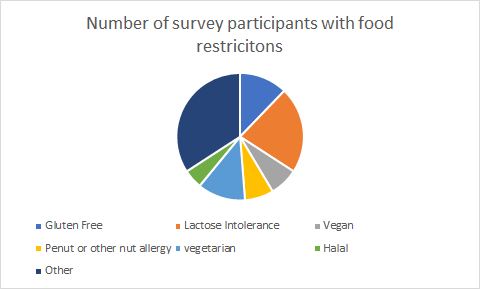 Number of survey participants with food
restricitons
Gluten Free
Lactose Intolerance
Vegan
Penut or other nut allergy
vegetarian
Halal
Other